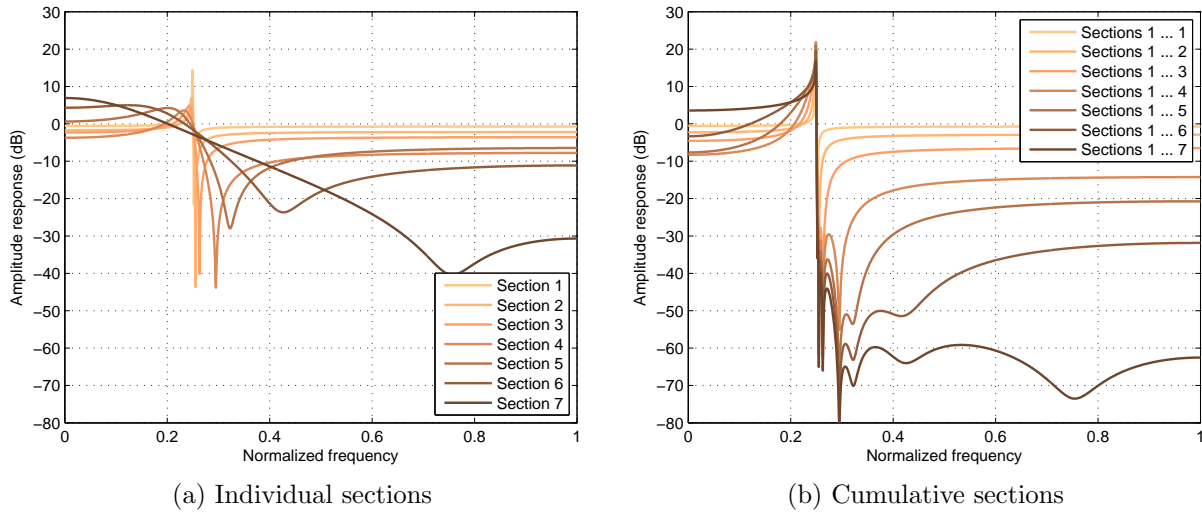 30
20
10
0
−10
−20
−30
−40
−50
−60
−70
−80
Amplitude response (dB)
0
0.2
0.4
0.6
0.8
1
Normalized frequency
Section 1
Section 2
Section 3
Section 4
Section 5
Section 6
Section 7
(a) Individual sections
30
20
10
0
−10
−20
−30
−40
−50
−60
−70
−80
Amplitude response (dB)
0
0.2
0.4
0.6
0.8
1
Normalized frequency
Sections 1 ... 1
Sections 1 ... 2
Sections 1 ... 3
Sections 1 ... 4
Sections 1 ... 5
Sections 1 ... 6
Sections 1 ... 7
(b) Cumulative sections